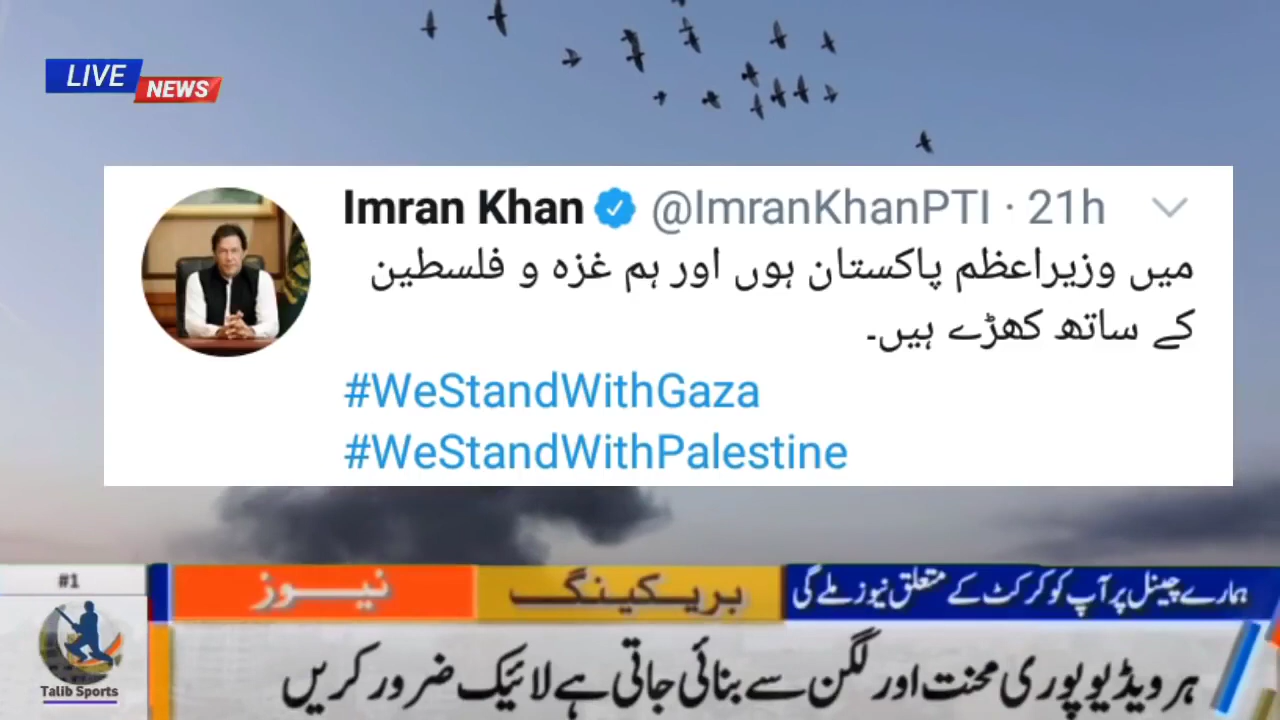 LIVE
NEWS
Imran Khan @ImranKhanPTI · 21h
میں وزیراعظم پاکستان ہوں اور ہم غزہ و فلسطین
کے ساتھ کھڑے ہیں۔
#WeStandWithGaza
#WeStandWithPalestine
ہمارے چینل پر آپ کو کرکٹ کے متعلق نیوز ملے گی
بریکینگ
نیوز
#1
ہر ویڈیو پوری محنت اور لگن سے بنائی جاتی ہے لائیک ضرور کریں
Talib Sports